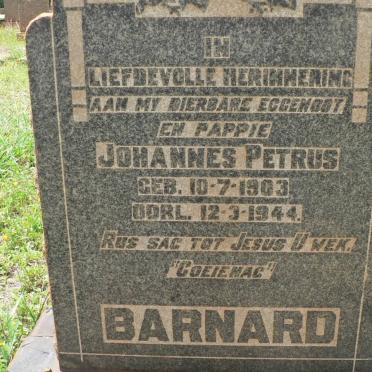 IN
LIEFDEVOLLE HERINNERING
AAN MY DIERBARE EGGENOOT
EN PAPPIE
JOHANNES PETRUS
GEB. 10-7-1903
OORL. 12-3-1944.
RUS SAG TOT JESUS U WEK.
"GOEIENAG"
BARNARD